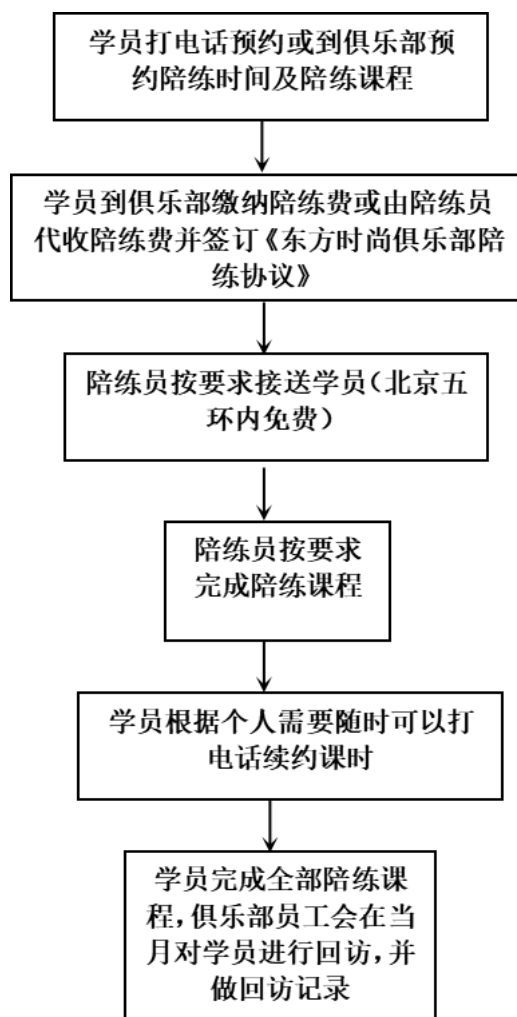 学员打电话预约或到俱乐部预
约陪练时间及陪练课程
学员到俱乐部缴纳陪练费或由陪练员
代收陪练费并签订《东方时尚俱乐部陪
练协议》
陪练员按要求接送学员(北京五
环内免费)
陪练员按要求
完成陪练课程
学员根据个人需要随时可以打
电话续约课时
学员完成全部陪练课
程,俱乐部员工会在当
月对学员进行回访,并
做回访记录